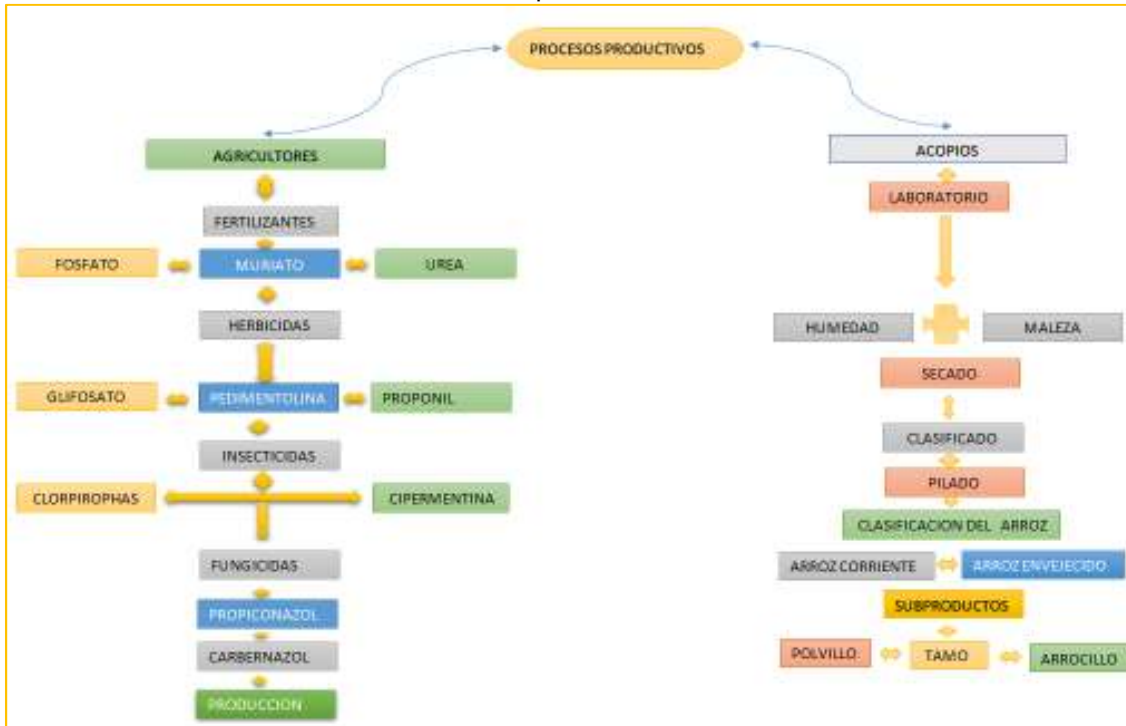 PROCESOS PRODUCTIVOS
AGRICULTORES
FERTILIZANTES
FOSFATO
MURIATO
UREA
HERBICIDAS
GLIFOSATO
PEDIMENTOLINA
PROPONIL
INSECTICIDAS
CLORPIROPHAS
CIPERMENTINA
FUNGICIDAS
PROPICONAZOL
CARBERNAZOL
PRODUCCION
ACOPIOS
LABORATORIO
HUMEDAD
MALEZA
SECADO
CLASIFICADO
PILADO
CLASIFICACION DEL ARROZ
ARROZ CORRIENTE
ARROZ ENVEJECIDO
SUBPRODUCTOS
POLVILLO
TAMO
ARROCILLO